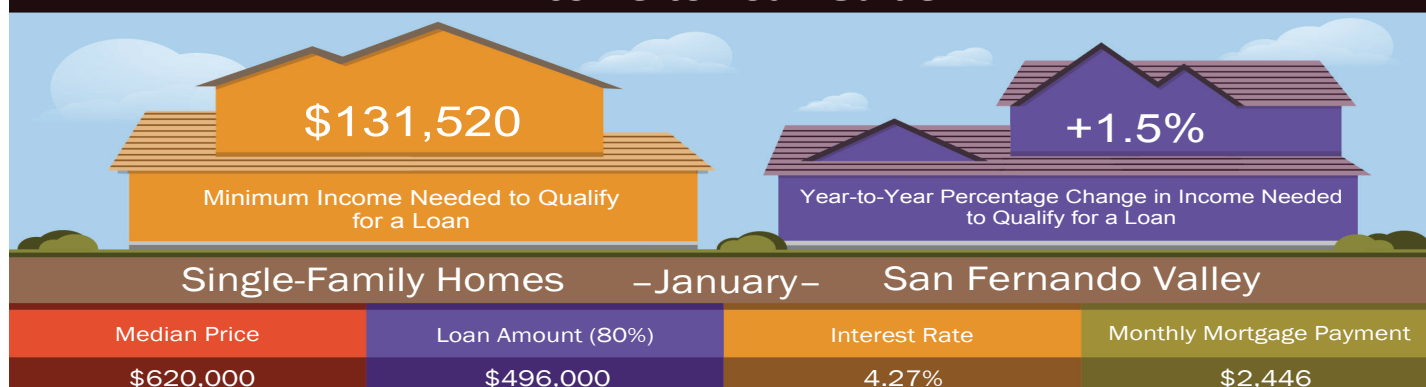 $131,520
Minimum Income Needed to Qualify
for a Loan
+1.5%
Year-to-Year Percentage Change in Income Needed
to Qualify for a Loan
Single-Family Homes –January– San Fernando Valley
Median Price Loan Amount (80%) Interest Rate Monthly Mortgage Payment
$620,000 $496,000 4.27% $2,446